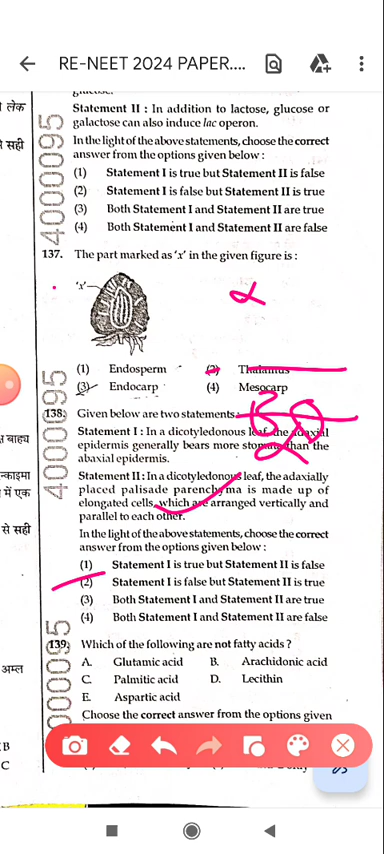 RE-NEET 2024 PAPER....
लेक
Statement II : In addition to lactose, glucose or
galactose can also induce lac operon.
सही
In the light of the above statements, choose the correct
answer from the options given below :
(1) Statement I is true but Statement II is false
(2) Statement I is false but Statement II is true
(3) Both Statement I and Statement II are true
(4) Both Statement I and Statement II are false
4000095
137. The part marked as 'x' in the given figure is :
'x'
(1) Endosperm (2) Thalamus
(3) Endocarp (4) Mesocarp
138. Given below are two statements :
Statement I : In a dicotyledonous leaf, the adaxial
epidermis generally bears more stomata than the
abaxial epidermis.
बाह्य
Statement II : In a dicotyledonous leaf, the adaxially
placed palisade parenchyma is made up of
elongated cells, which are arranged vertically and
parallel to each other.
काइमा
में एक
4000095
से सही
In the light of the above statements, choose the correct
answer from the options given below :
(1) Statement I is true but Statement II is false
(2) Statement I is false but Statement II is true
(3) Both Statement I and Statement II are true
(4) Both Statement I and Statement II are false
139. Which of the following are not fatty acids ?
अम्ल
A. Glutamic acid B. Arachidonic acid
C. Palmitic acid D. Lecithin
E. Aspartic acid
000095
Choose the correct answer from the options given
B
C